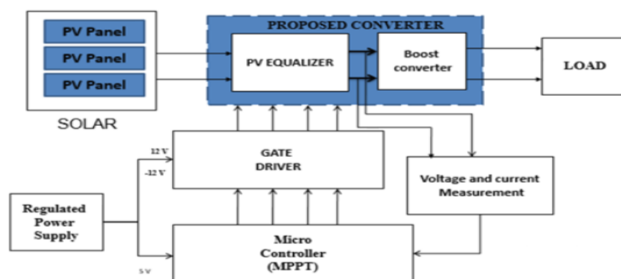 PROPOSED CONVERTER
PV Panel
PV Panel
PV Panel
SOLAR
PV EQUALIZER
Boost
converter
LOAD
12 V
-12 V
GATE
DRIVER
Voltage and current
Measurement
Regulated
Power
Supply
5 V
Micro
Controller
(MPPT)